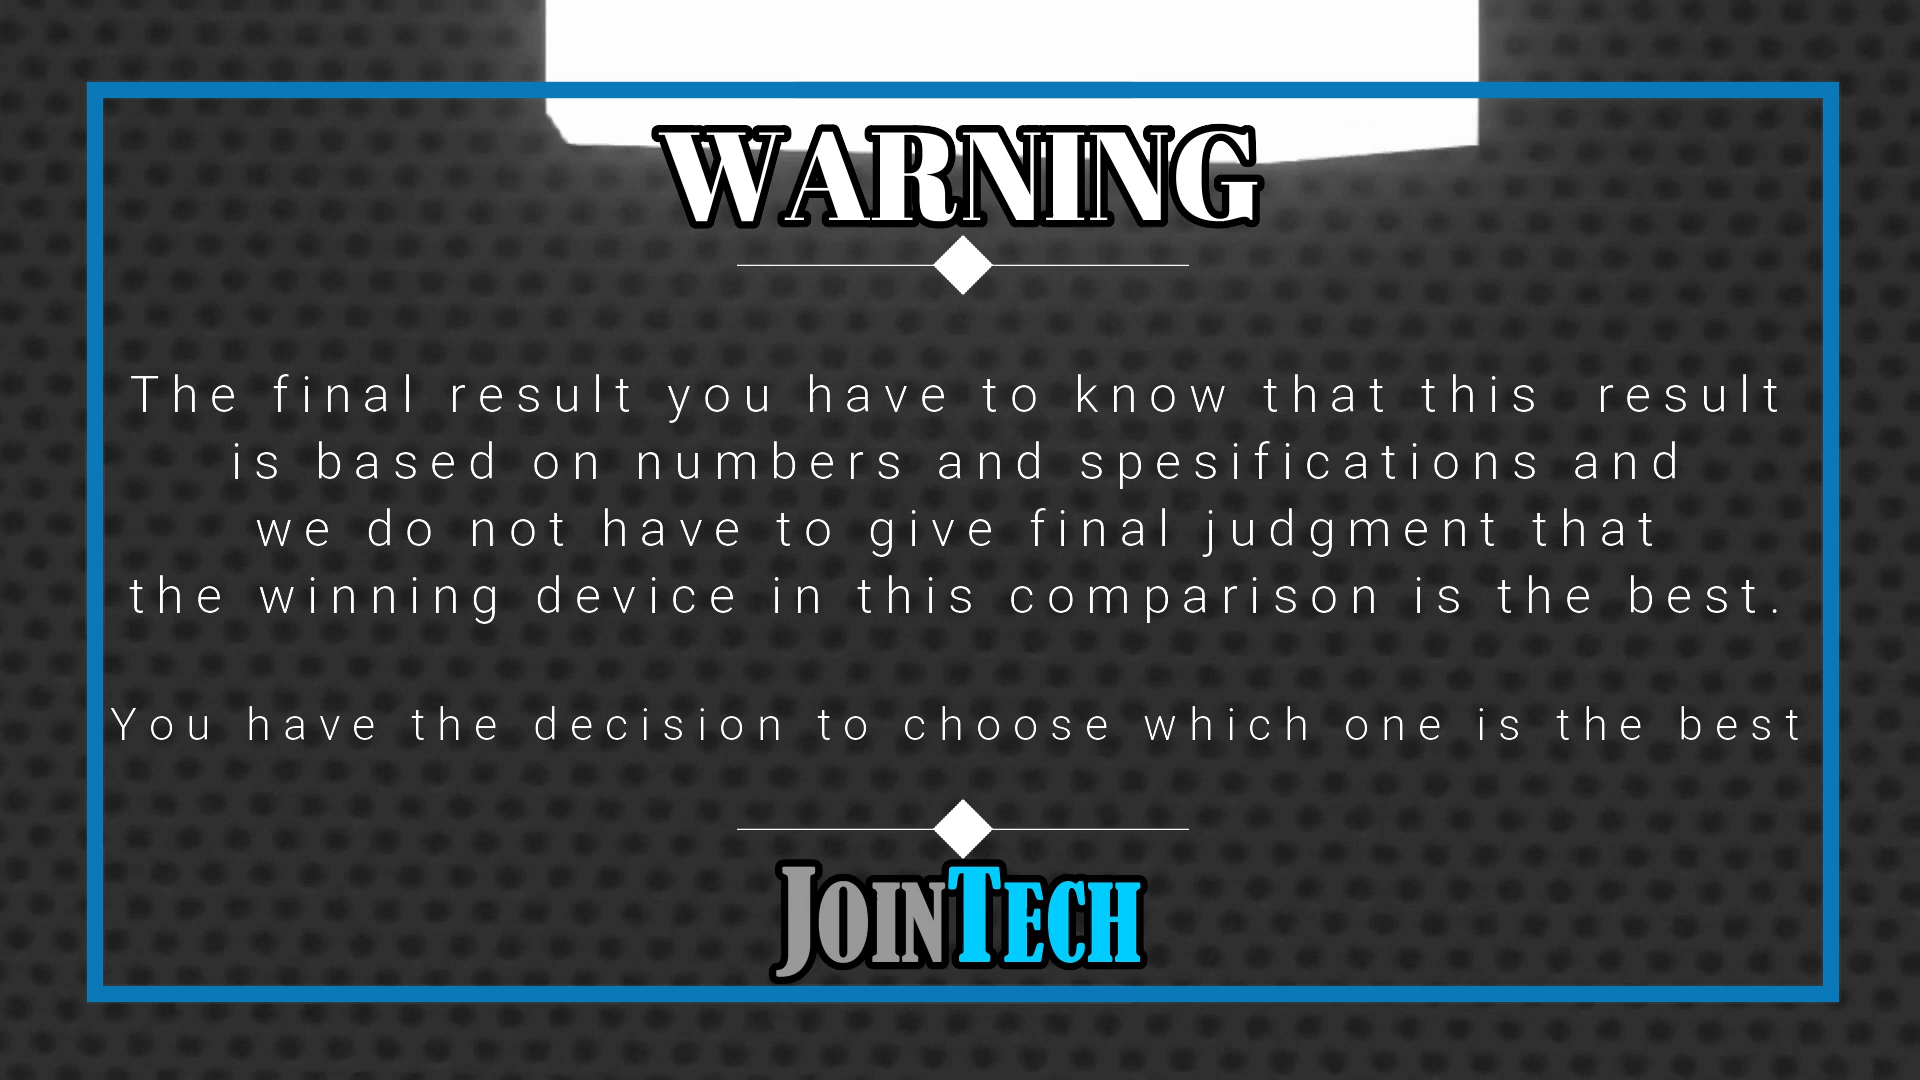 WARNING
The final result you have to know that this result
is based on numbers and spesifications and
we do not have to give final judgment that
the winning device in this comparison is the best.
You have the decision to choose which one is the best
JOINTECH